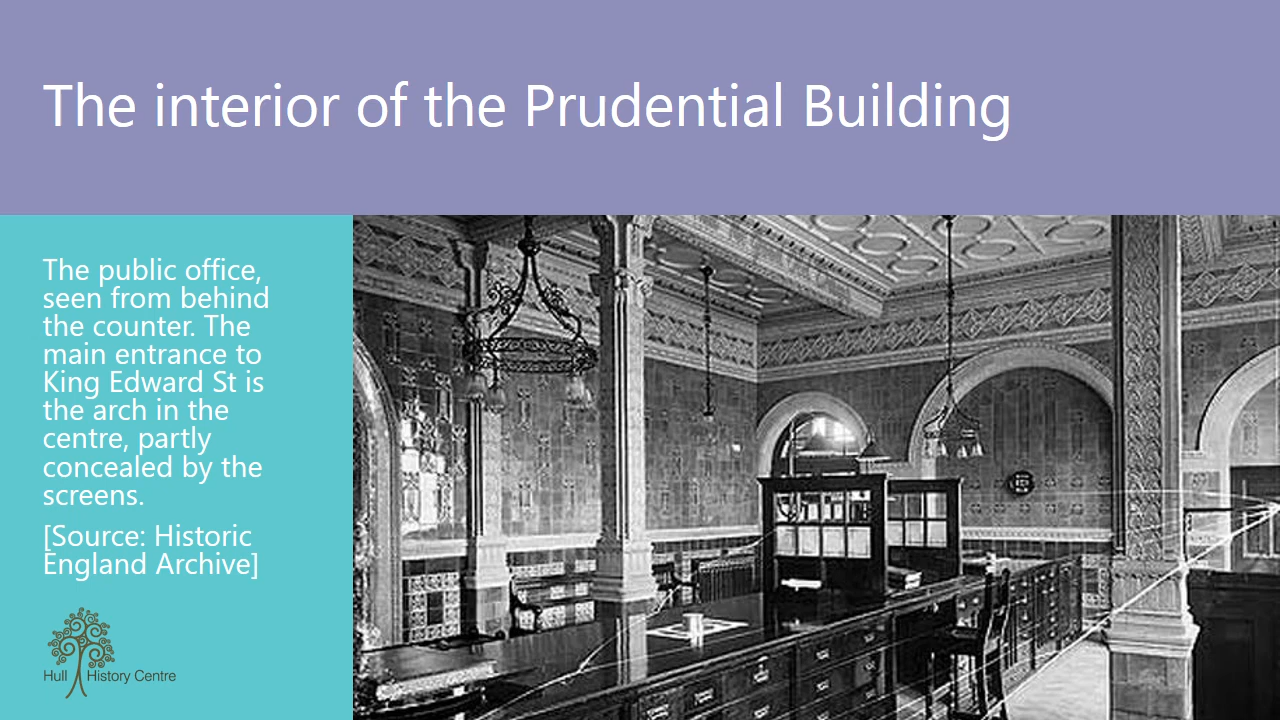 The interior of the Prudential Building
The public office,
seen from behind
the counter. The
main entrance to
King Edward St is
the arch in the
centre, partly
concealed by the
screens.
[Source: Historic
England Archive]
Hull History Centre